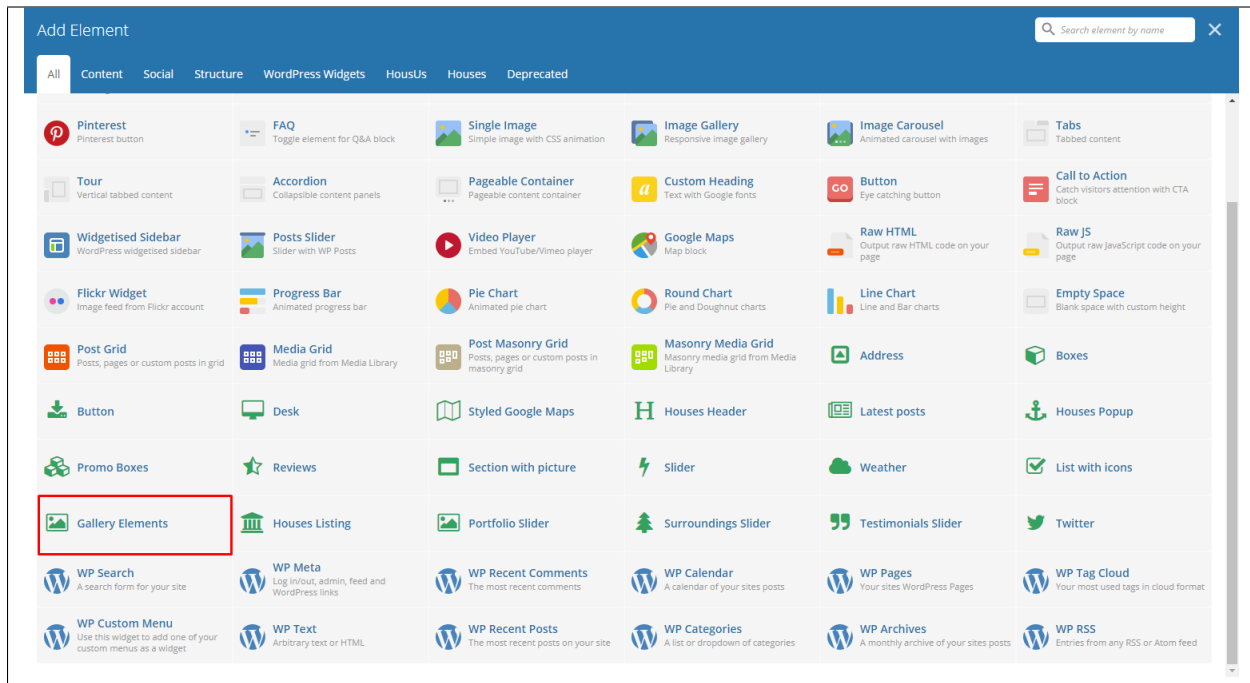 Add Element
Search element by name
All Content Social Structure WordPress Widgets HousUs Houses Deprecated
Pinterest
Pinterest button
FAQ
Toggle element for Q&A block
Single Image
Simple image with CSS animation
Image Gallery
Responsive image gallery
Image Carousel
Animated carousel with images
Tabs
Tabbed content
Tour
Vertical tabbed content
Accordion
Collapsible content panels
Pageable Container
Pageable content container
a
Custom Heading
Text with Google fonts
GO
Button
Eye catching button
Call to Action
Catch visitors attention with CTA
block
Widgetised Sidebar
WordPress widgetised sidebar
Posts Slider
Slider with WP Posts
Video Player
Embed YouTube/Vimeo player
Google Maps
Map block
Raw HTML
Output raw HTML code on your
page
Raw JS
Output raw JavaScript code on your
page
Flickr Widget
Image feed from Flickr account
Progress Bar
Animated progress bar
Pie Chart
Animated pie chart
Round Chart
Pie and Doughnut charts
Line Chart
Line and Bar charts
Empty Space
Blank space with custom height
Post Grid
Posts, pages or custom posts in grid
Media Grid
Media grid from Media Library
Post Masonry Grid
Posts, pages or custom posts in
masonry grid
Masonry Media Grid
Masonry media grid from Media
Library
Address
Boxes
Button
Desk
Styled Google Maps
H
Houses Header
Latest posts
Houses Popup
Promo Boxes
Reviews
Section with picture
Slider
Weather
List with icons
Gallery Elements
Houses Listing
Portfolio Slider
Surroundings Slider
Testimonials Slider
Twitter
WP Search
A search form for your site
WP Meta
Log in/out, admin, feed and
WordPress links
WP Recent Comments
The most recent comments
WP Calendar
A calendar of your sites posts
WP Pages
Your sites WordPress Pages
WP Tag Cloud
Your most used tags in cloud format
WP Custom Menu
Use this widget to add one of your
custom menus as a widget
WP Text
Arbitrary text or HTML
WP Recent Posts
The most recent posts on your site
WP Categories
A list or dropdown of categories
WP Archives
A monthly archive of your sites posts
WP RSS
Entries from any RSS or Atom feed